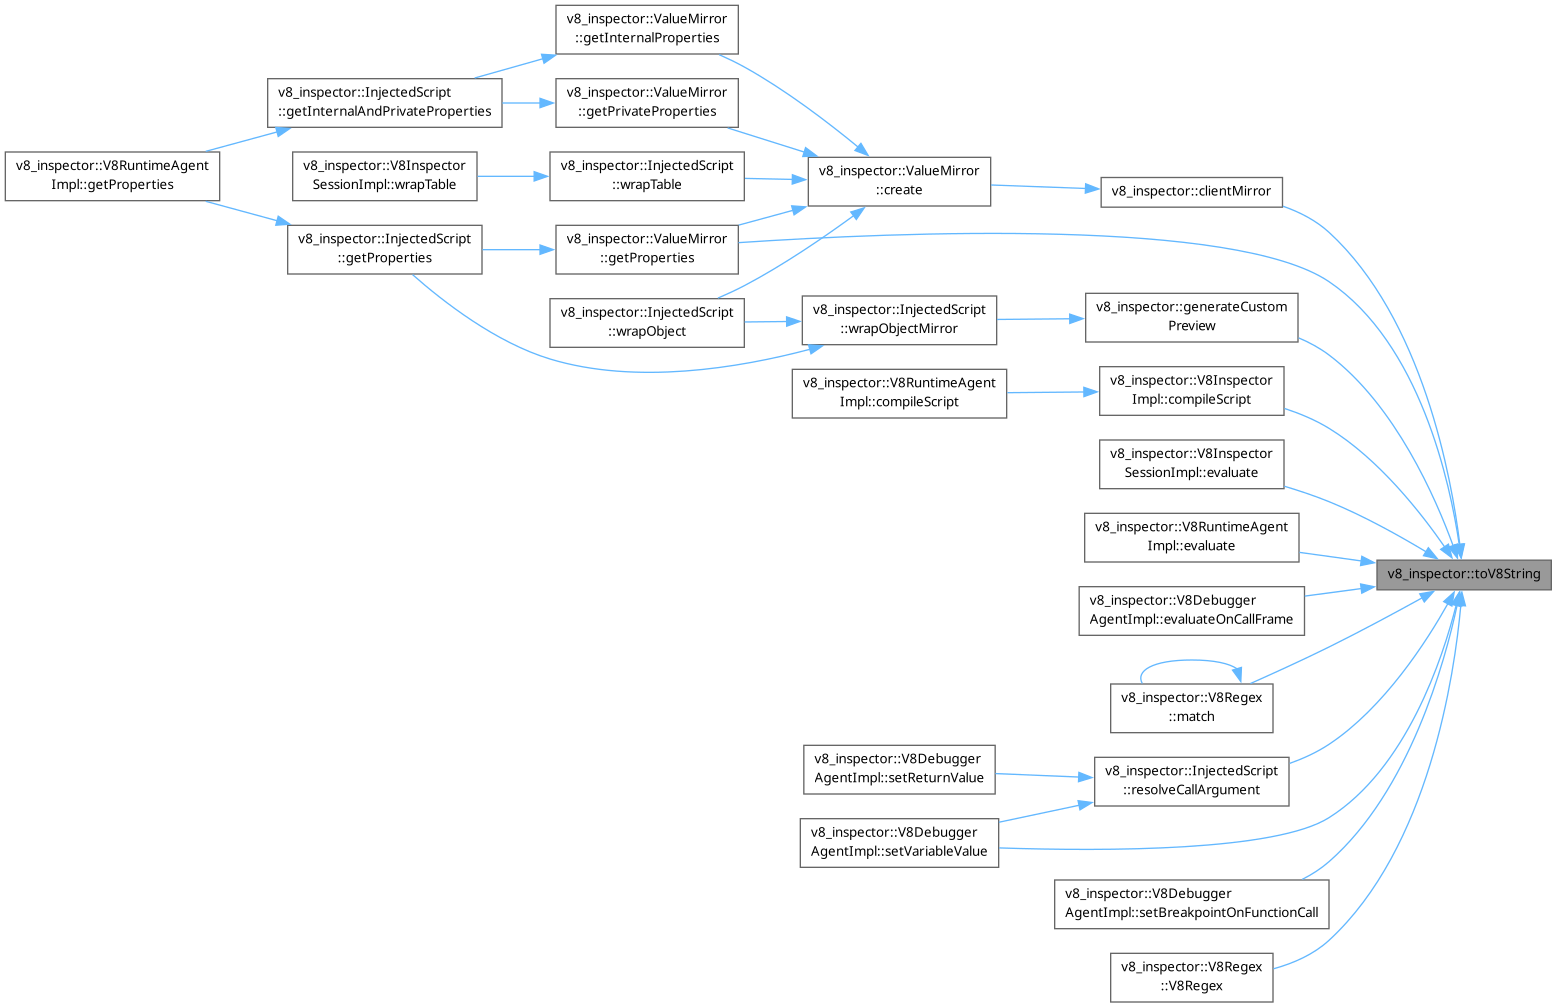 v8_inspector::ValueMirror
::getInternalProperties
v8_inspector::InjectedScript
::getInternalAndPrivateProperties
v8_inspector::ValueMirror
::getPrivateProperties
v8_inspector::V8RuntimeAgent
Impl::getProperties
v8_inspector::V8Inspector
SessionImpl::wrapTable
v8_inspector::InjectedScript
::wrapTable
v8_inspector::ValueMirror
::create
v8_inspector::clientMirror
v8_inspector::InjectedScript
::getProperties
v8_inspector::ValueMirror
::getProperties
v8_inspector::InjectedScript
::wrapObject
v8_inspector::InjectedScript
::wrapObjectMirror
v8_inspector::generateCustom
Preview
v8_inspector::V8RuntimeAgent
Impl::compileScript
v8_inspector::V8Inspector
Impl::compileScript
v8_inspector::V8Inspector
SessionImpl::evaluate
v8_inspector::V8RuntimeAgent
Impl::evaluate
v8_inspector::toV8String
v8_inspector::V8Debugger
AgentImpl::evaluateOnCallFrame
v8_inspector::V8Regex
::match
v8_inspector::V8Debugger
AgentImpl::setReturnValue
v8_inspector::InjectedScript
::resolveCallArgument
v8_inspector::V8Debugger
AgentImpl::setVariableValue
v8_inspector::V8Debugger
AgentImpl::setBreakpointOnFunctionCall
v8_inspector::V8Regex
::V8Regex